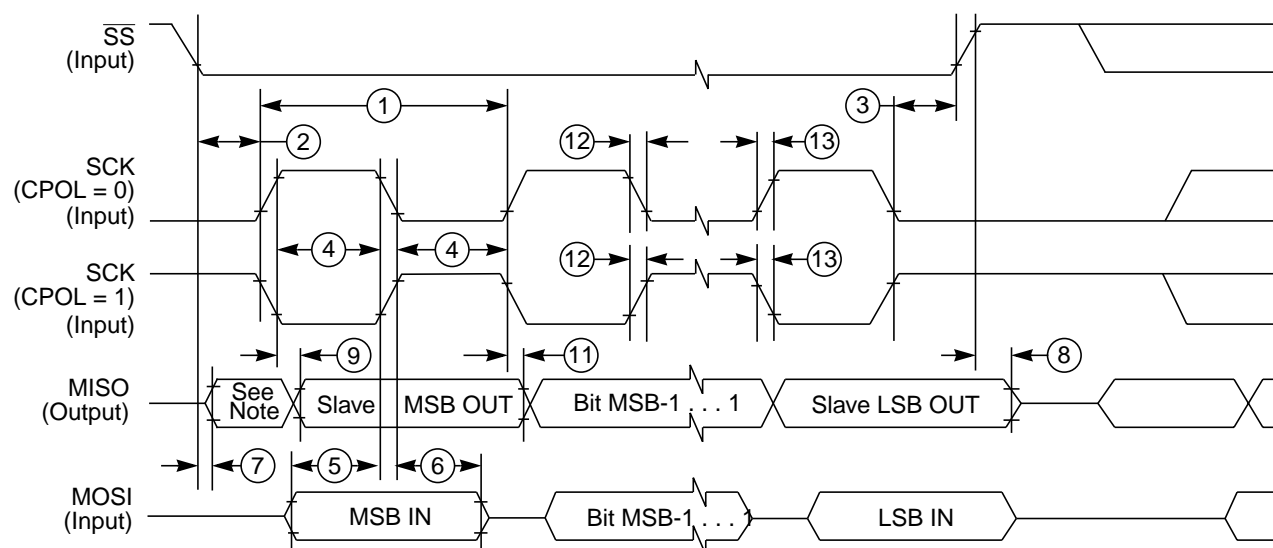 SS
(Input)
1
3
2
12
13
SCK
(CPOL = 0)
(Input)
4
4
12
13
SCK
(CPOL = 1)
(Input)
9
11
8
MISO
(Output)
See
Note
Slave
MSB OUT
Bit MSB-1 . . . 1
Slave LSB OUT
7
5
6
MOSI
(Input)
MSB IN
Bit MSB-1 . . . 1
LSB IN